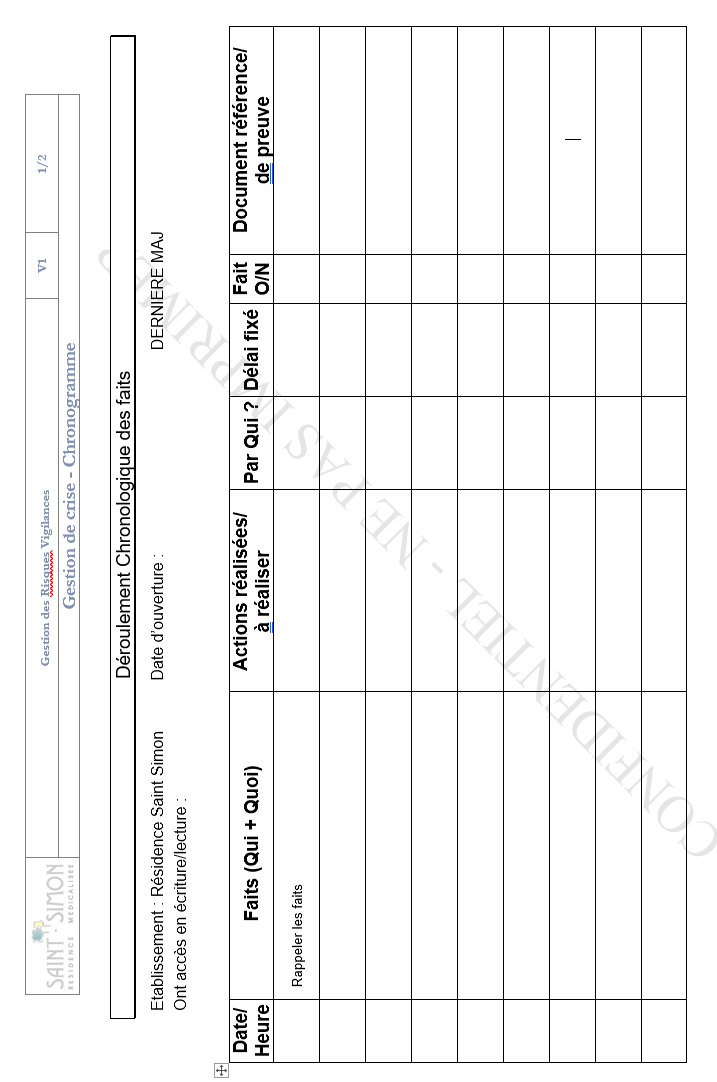 SAINT-SIMON
RESIDENCE MEDICALISEE
Gestion des Risques Vigilances
V1
1/2
Gestion de crise - Chronogramme
Déroulement Chronologique des faits
Etablissement : Résidence Saint Simon
Date d'ouverture :
DERNIERE MAJ
Ont accès en écriture/lecture :
Date/
Heure
Faits (Qui + Quoi)
Actions réalisées/
à réaliser
Par Qui ?
Délai fixé
Fait
O/N
Document référence/
de preuve
Rappeler les faits
CONFIDENTIEL - NE PAS IMPRIMER